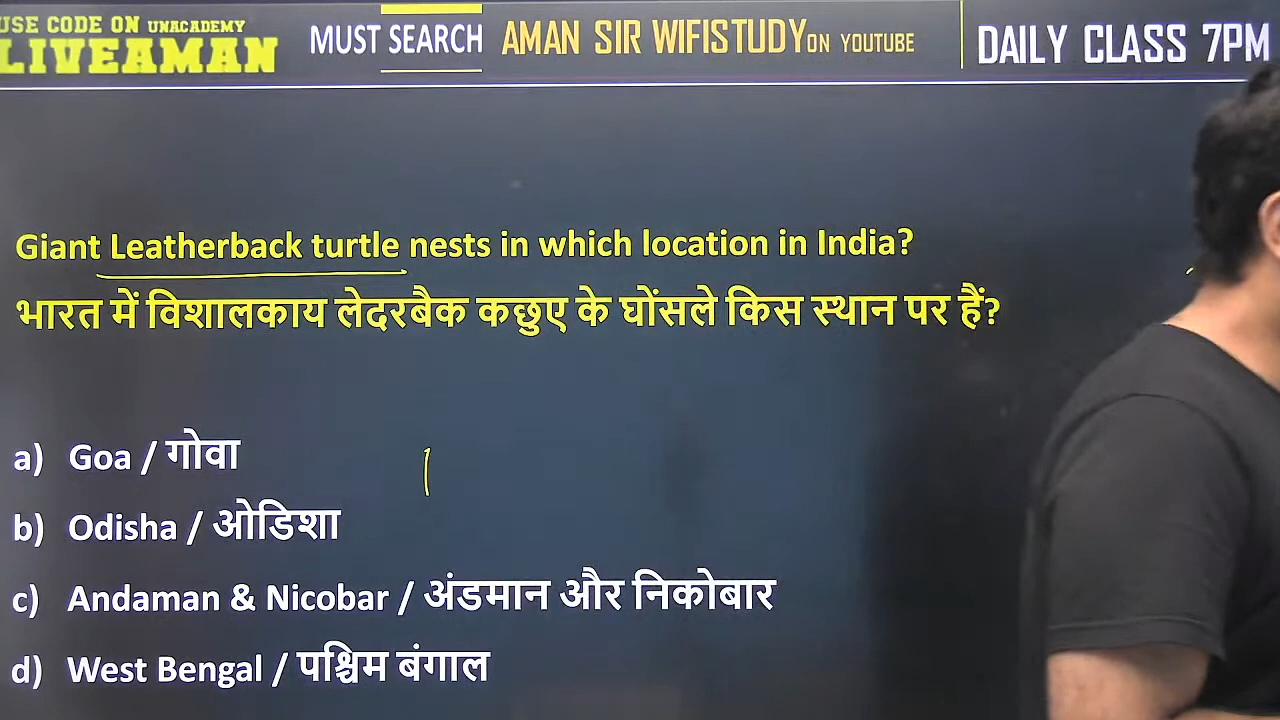 USE CODE ON UNACADEMY
LIVEAMAN
MUST SEARCH AMAN SIR WIFISTUDY ON YOUTUBE
DAILY CLASS 7PM
Giant Leatherback turtle nests in which location in India?
भारत में विशालकाय लेदरबैक कछुए के घोंसले किस स्थान पर हैं?
a) Goa / गोवा
b) Odisha / ओडिशा
c) Andaman & Nicobar / अंडमान और निकोबार
d) West Bengal / पश्चिम बंगाल